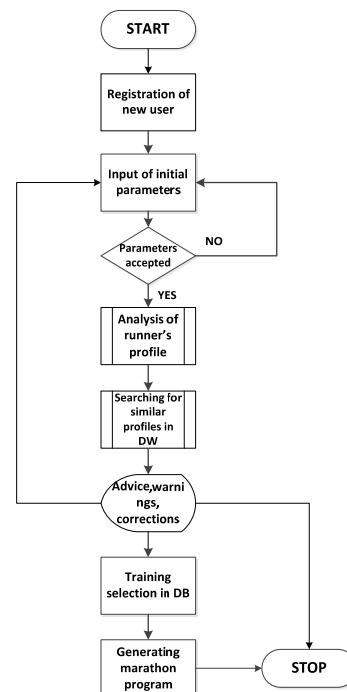 START
Registration of
new user
Input of initial
parameters
Parameters
accepted
NO
YES
Analysis of
runner's
profile
Searching for
similar
profiles in
DW
Advice,warni
ngs,
corrections
Training
selection in DB
Generating
marathon
program
STOP